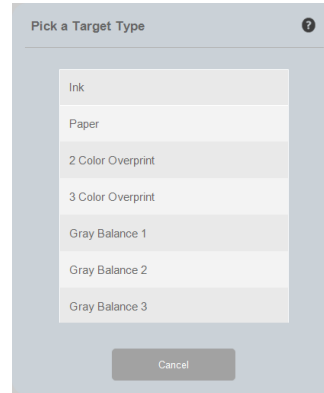 Pick a Target Type
?
Ink
Paper
2 Color Overprint
3 Color Overprint
Gray Balance 1
Gray Balance 2
Gray Balance 3
Cancel